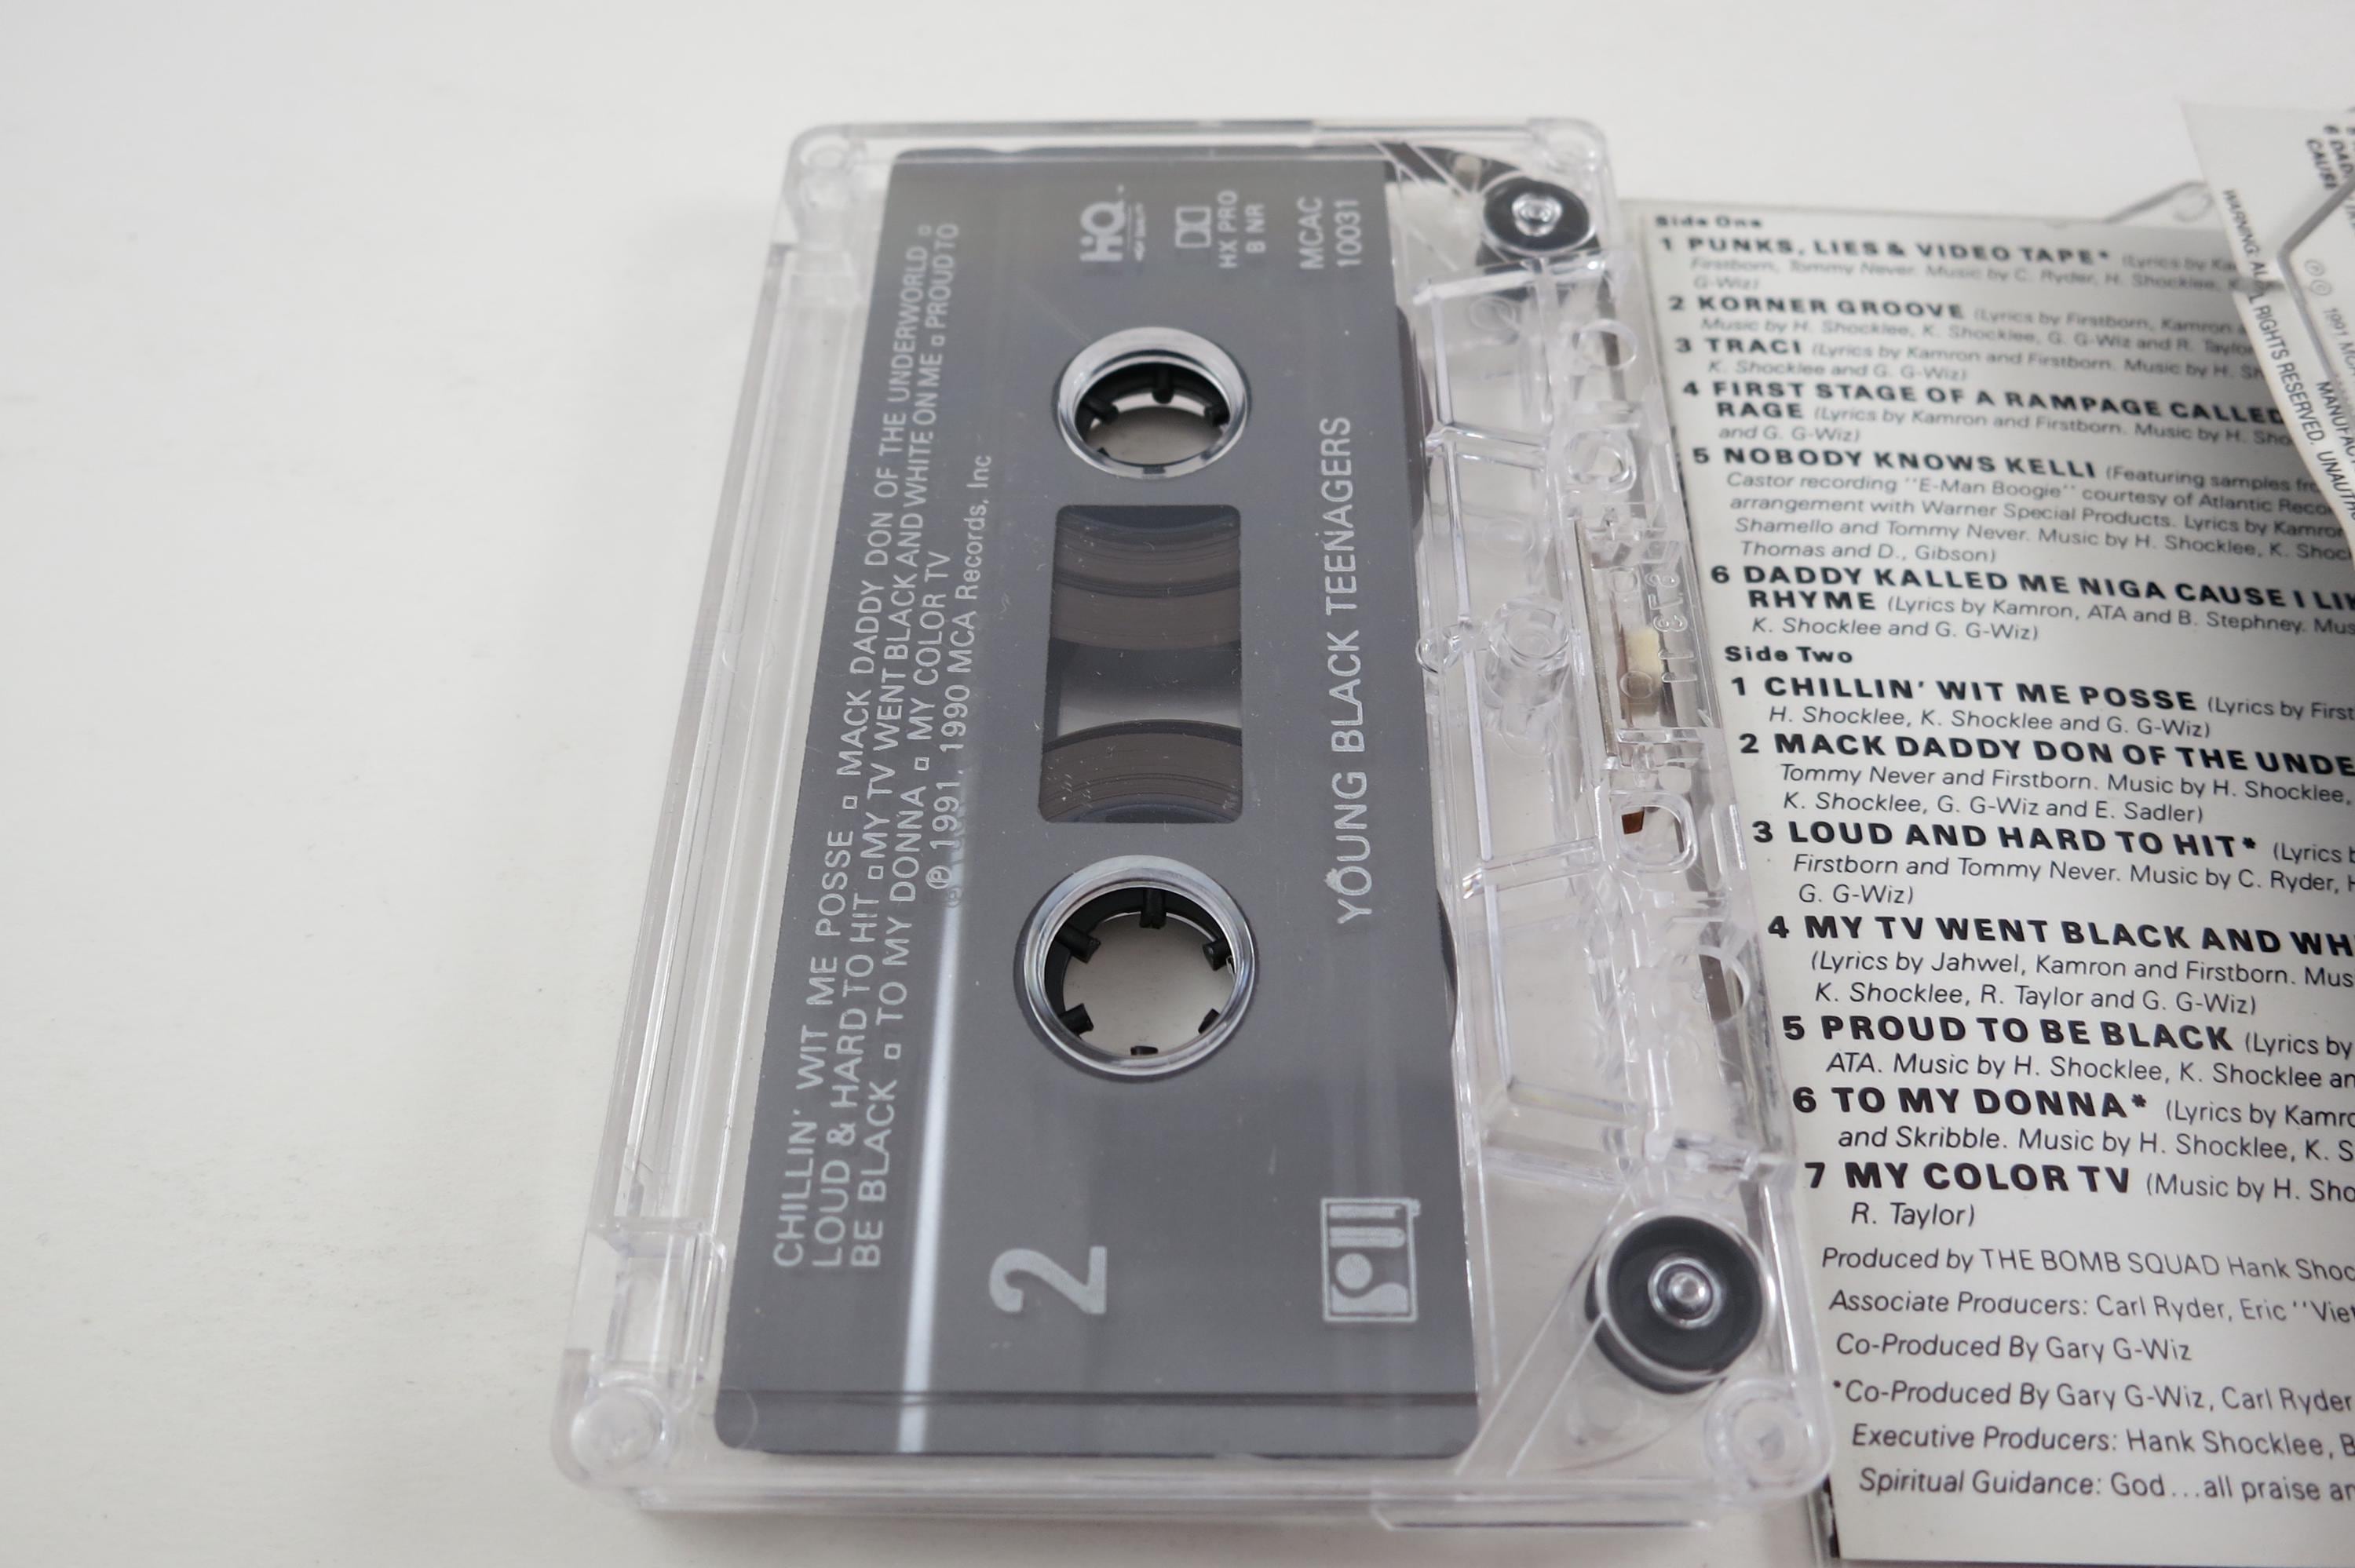 CHILLIN' WIT ME POSSE ▫ MACK DADDY DON OF THE UNDERWORLD ▫
LOUD & HARD TO HIT ▫ MY TV WENT BLACK AND WHITE ON ME ▫ PROUD TO
BE BLACK ▫ TO MY DONNA ▫ MY COLOR TV
℗ 1991, 1990 MCA Records, Inc
HQ
HX PRO
B NR
MCAC
10031
2
YOUNG BLACK TEENAGERS
Side One
1 PUNKS, LIES & VIDEO TAPE* (Lyrics by
Firstborn, Tommy Never. Music by C. Ryder, H. Shocklee, K.
G-Wiz)
2 KORNER GROOVE (Lyrics by Firstborn, Kamron
Music by H. Shocklee, K. Shocklee, G. G-Wiz and R. Taylor
3 TRACI (Lyrics by Kamron and Firstborn. Music by H.
K. Shocklee and G. G-Wiz)
4 FIRST STAGE OF A RAMPAGE CALLED
RAGE (Lyrics by Kamron and Firstborn. Music by H.
and G. G-Wiz)
5 NOBODY KNOWS KELLI (Featuring samples
Castor recording "E-Man Boogie" courtesy of Atlantic
arrangement with Warner Special Products. Lyrics by Kamron
Shamello and Tommy Never. Music by H. Shocklee, K.
Thomas and D., Gibson)
6 DADDY KALLED ME NIGA CAUSE I
RHYME (Lyrics by Kamron, ATA and B. Stephney.
K. Shocklee and G. G-Wiz)
Side Two
1 CHILLIN' WIT ME POSSE (Lyrics by
H. Shocklee, K. Shocklee and G. G-Wiz)
2 MACK DADDY DON OF THE UNDE
Tommy Never and Firstborn. Music by H. Shocklee,
K. Shocklee, G. G-Wiz and E. Sadler)
3 LOUD AND HARD TO HIT* (Lyrics
Firstborn and Tommy Never. Music by C. Ryder,
G. G-Wiz)
4 MY TV WENT BLACK AND WH
(Lyrics by Jahwel, Kamron and Firstborn. Mus
K. Shocklee, R. Taylor and G. G-Wiz)
5 PROUD TO BE BLACK (Lyrics by
ATA. Music by H. Shocklee, K. Shocklee an
6 TO MY DONNA* (Lyrics by Kamro
and Skribble. Music by H. Shocklee, K. S
7 MY COLOR TV (Music by H. Sho
R. Taylor)
Produced by THE BOMB SQUAD Hank Shoc
Associate Producers: Carl Ryder, Eric "Viet
Co-Produced By Gary G-Wiz
*Co-Produced By Gary G-Wiz, Carl Ryder
Executive Producers: Hank Shocklee, B
Spiritual Guidance: God...all praise an
WARNING: ALL RIGHTS RESERVED. UNAUTH
MANUFAC
CAUSE
1991 MCA